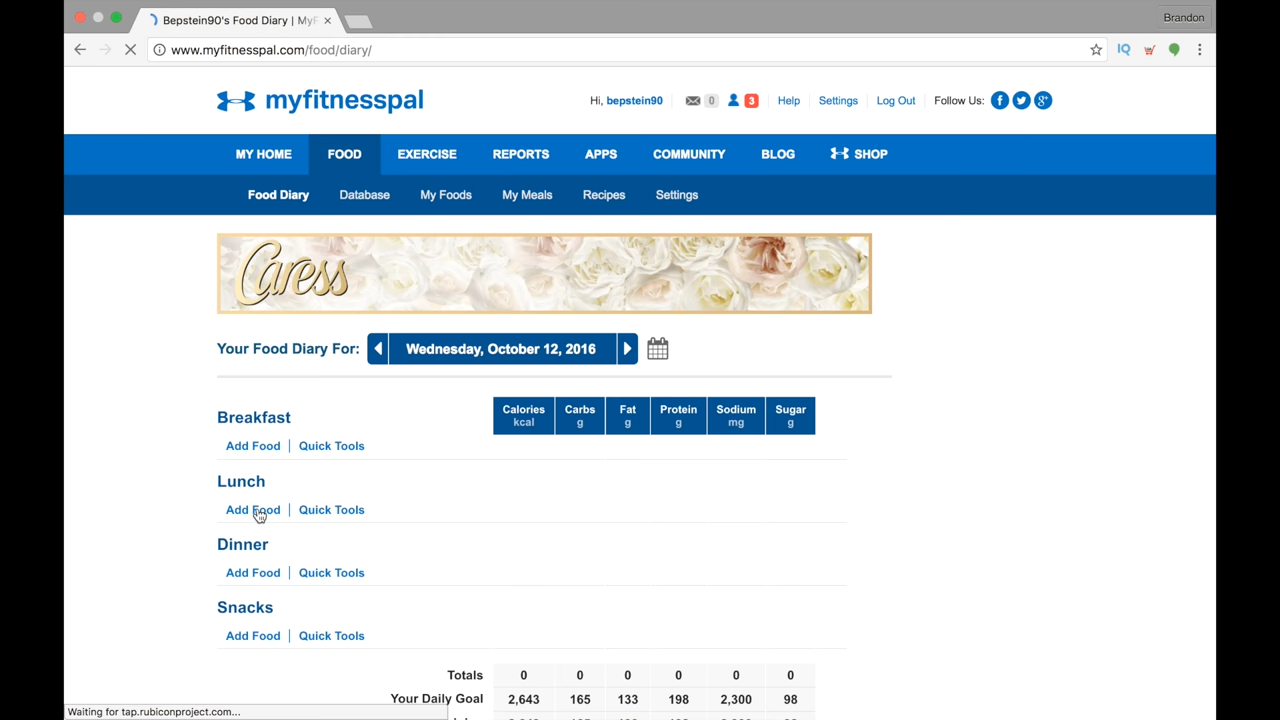 Bepstein90's Food Diary | MyF
Brandon
www.myfitnesspal.com/food/diary/
IQ
myfitnesspal
Hi, bepstein90
0
3
Help
Settings
Log Out
Follow Us:
MY HOME
FOOD
EXERCISE
REPORTS
APPS
COMMUNITY
BLOG
SHOP
Food Diary
Database
My Foods
My Meals
Recipes
Settings
Caress
Your Food Diary For:
Wednesday, October 12, 2016
Breakfast
Calories kcal
Carbs g
Fat g
Protein g
Sodium mg
Sugar g
Add Food | Quick Tools
Lunch
Add Food | Quick Tools
Dinner
Add Food | Quick Tools
Snacks
Add Food | Quick Tools
Totals 0 0 0 0 0 0
Your Daily Goal 2,643 165 133 198 2,300 98
Waiting for tap.rubiconproject.com...